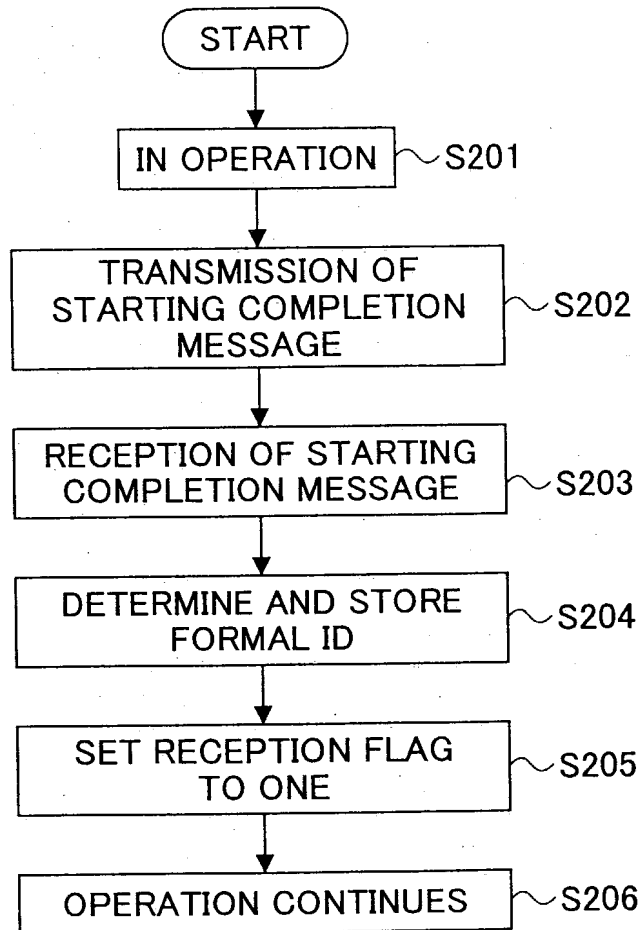 START
IN OPERATION
S201
TRANSMISSION OF
STARTING COMPLETION
MESSAGE
S202
RECEPTION OF STARTING
COMPLETION MESSAGE
S203
DETERMINE AND STORE
FORMAL ID
S204
SET RECEPTION FLAG
TO ONE
S205
OPERATION CONTINUES
S206